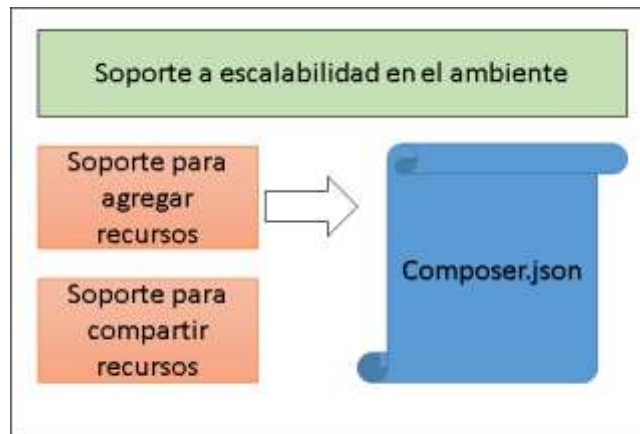 Soporte a escalabilidad en el ambiente
Soporte para
agregar
recursos
Composer.json
Soporte para
compartir
recursos